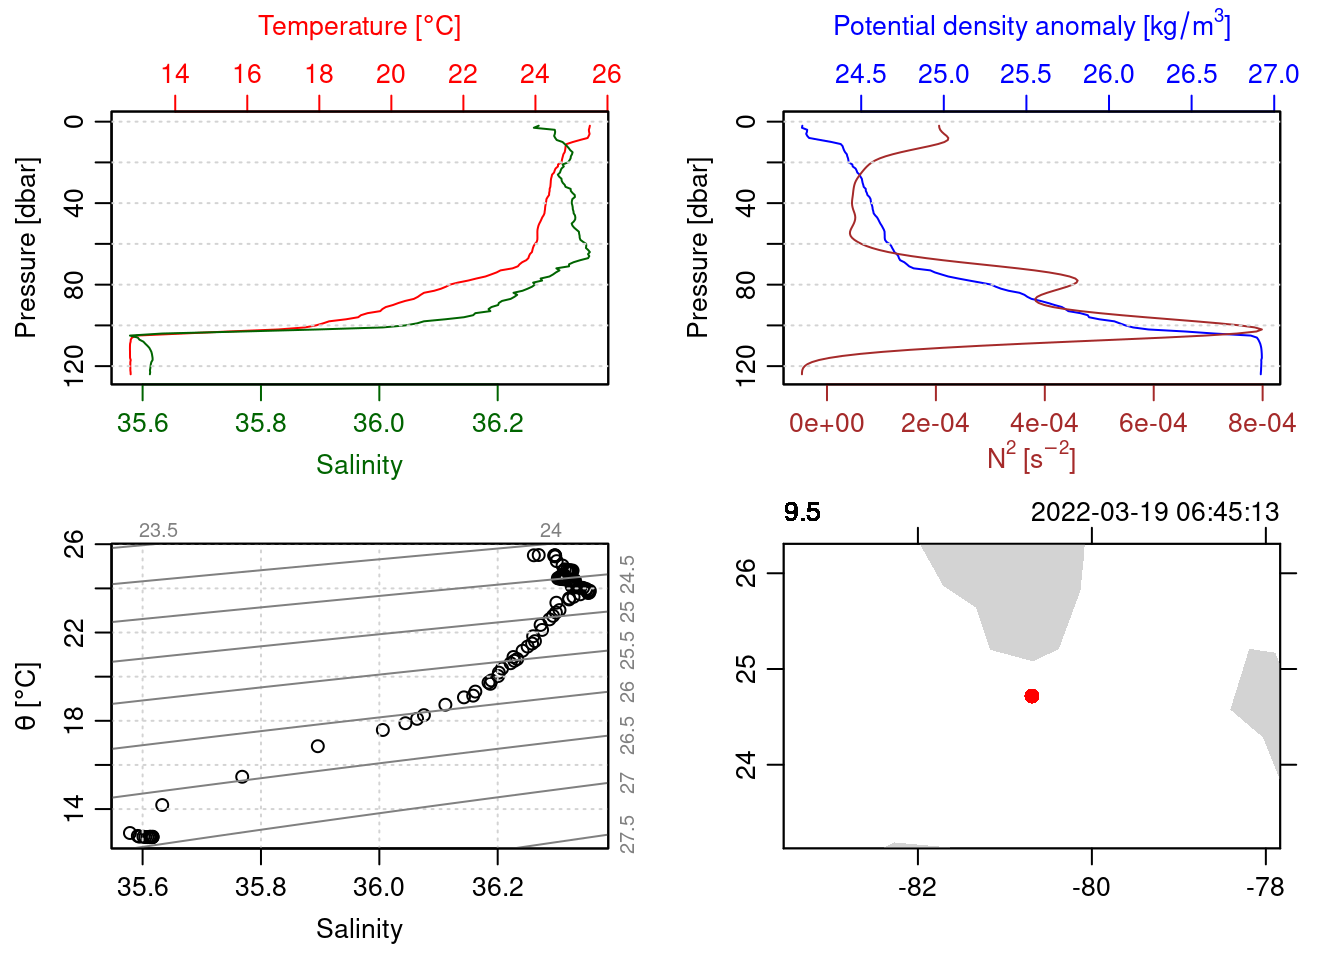 Temperature [°C]
14 16 18 20 22 24 26
Pressure [dbar]
0 40 80 120
35.6 35.8 36.0 36.2
Salinity
Potential density anomaly [kg/m³]
24.5 25.0 25.5 26.0 26.5 27.0
Pressure [dbar]
0 40 80 120
0e+00 2e-04 4e-04 6e-04 8e-04
N² [s⁻²]
23.5 24
θ [°C]
26 22 18 14
24.5 25 25.5 26 26.5 27 27.5
35.6 35.8 36.0 36.2
Salinity
9.5 2022-03-19 06:45:13
26 25 24
-82 -80 -78